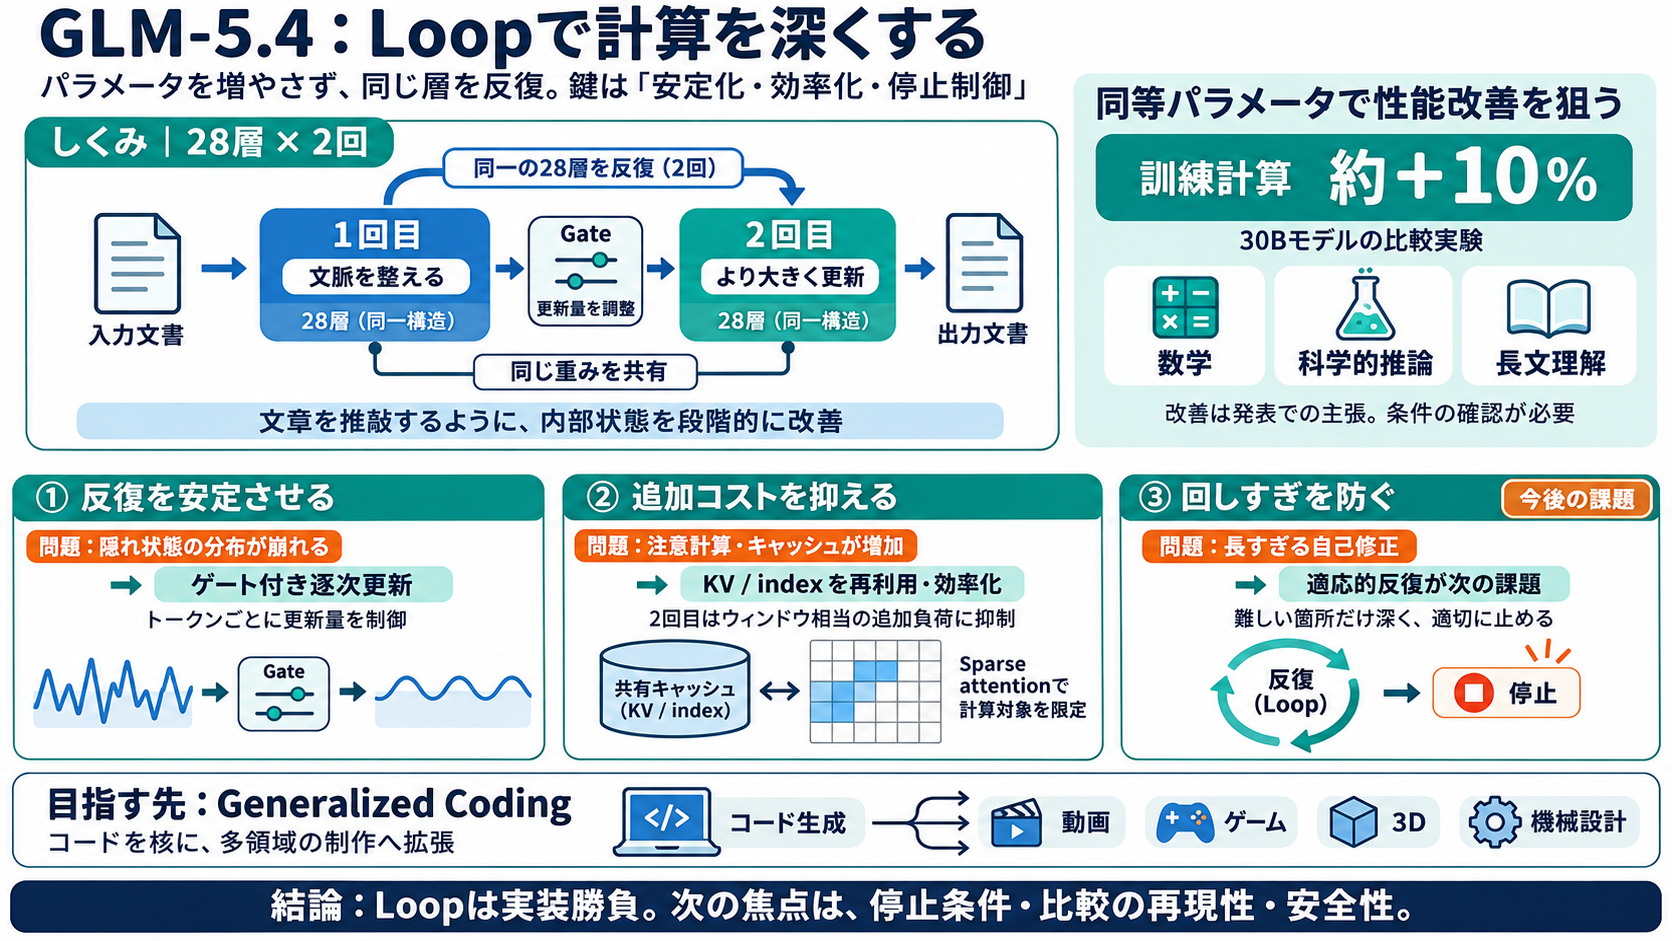 GLM-5.4：Loopで計算を深くする
パラメータを増やさず、同じ層を反復。鍵は「安定化・効率化・停止制御」
しくみ｜28層 × 2回
同一の28層を反復（2回）
入力文書
1回目
文脈を整える
28層（同一構造）
Gate
更新量を調整
2回目
より大きく更新
28層（同一構造）
出力文書
同じ重みを共有
文章を推敲するように、内部状態を段階的に改善
同等パラメータで性能改善を狙う
訓練計算 約＋10%
30Bモデルの比較実験
数学
科学的推論
長文理解
改善は発表での主張。条件の確認が必要
① 反復を安定させる
問題：隠れ状態の分布が崩れる
ゲート付き逐次更新
トークンごとに更新量を制御
Gate
② 追加コストを抑える
問題：注意計算・キャッシュが増加
KV / index を再利用・効率化
2回目はウィンドウ相当の追加負荷に抑制
共有キャッシュ
（KV / index）
Sparse
attentionで
計算対象を限定
③ 回しすぎを防ぐ
今後の課題
問題：長すぎる自己修正
適応的反復が次の課題
難しい箇所だけ深く、適切に止める
反復
（Loop）
停止
目指す先：Generalized Coding
コードを核に、多領域の制作へ拡張
</>
コード生成
動画
ゲーム
3D
機械設計
結論：Loopは実装勝負。次の焦点は、停止条件・比較の再現性・安全性。